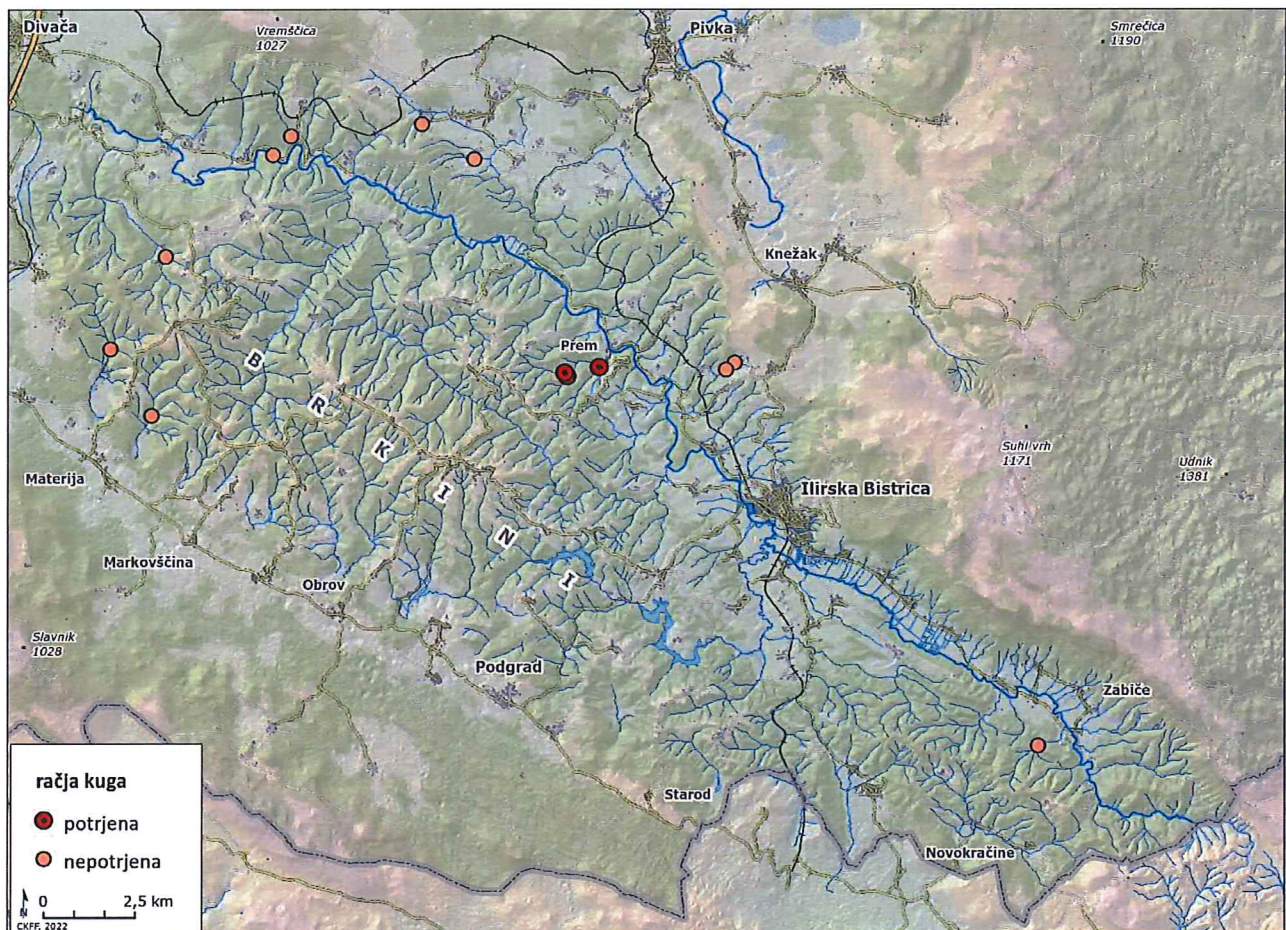 Divača
Vremščica
1027
Pivka
Smrečica
1190
Knežak
Prem
B
R
K
I
N
I
Suhi vrh
1171
Udnik
1381
Materija
Ilirska Bistrica
Markovščina
Obrov
Slavnik
1028
Podgrad
Zabiče
Starod
Novokračine
račja kuga
potrjena
nepotrjena
N
0 2,5 km
CKFF, 2022